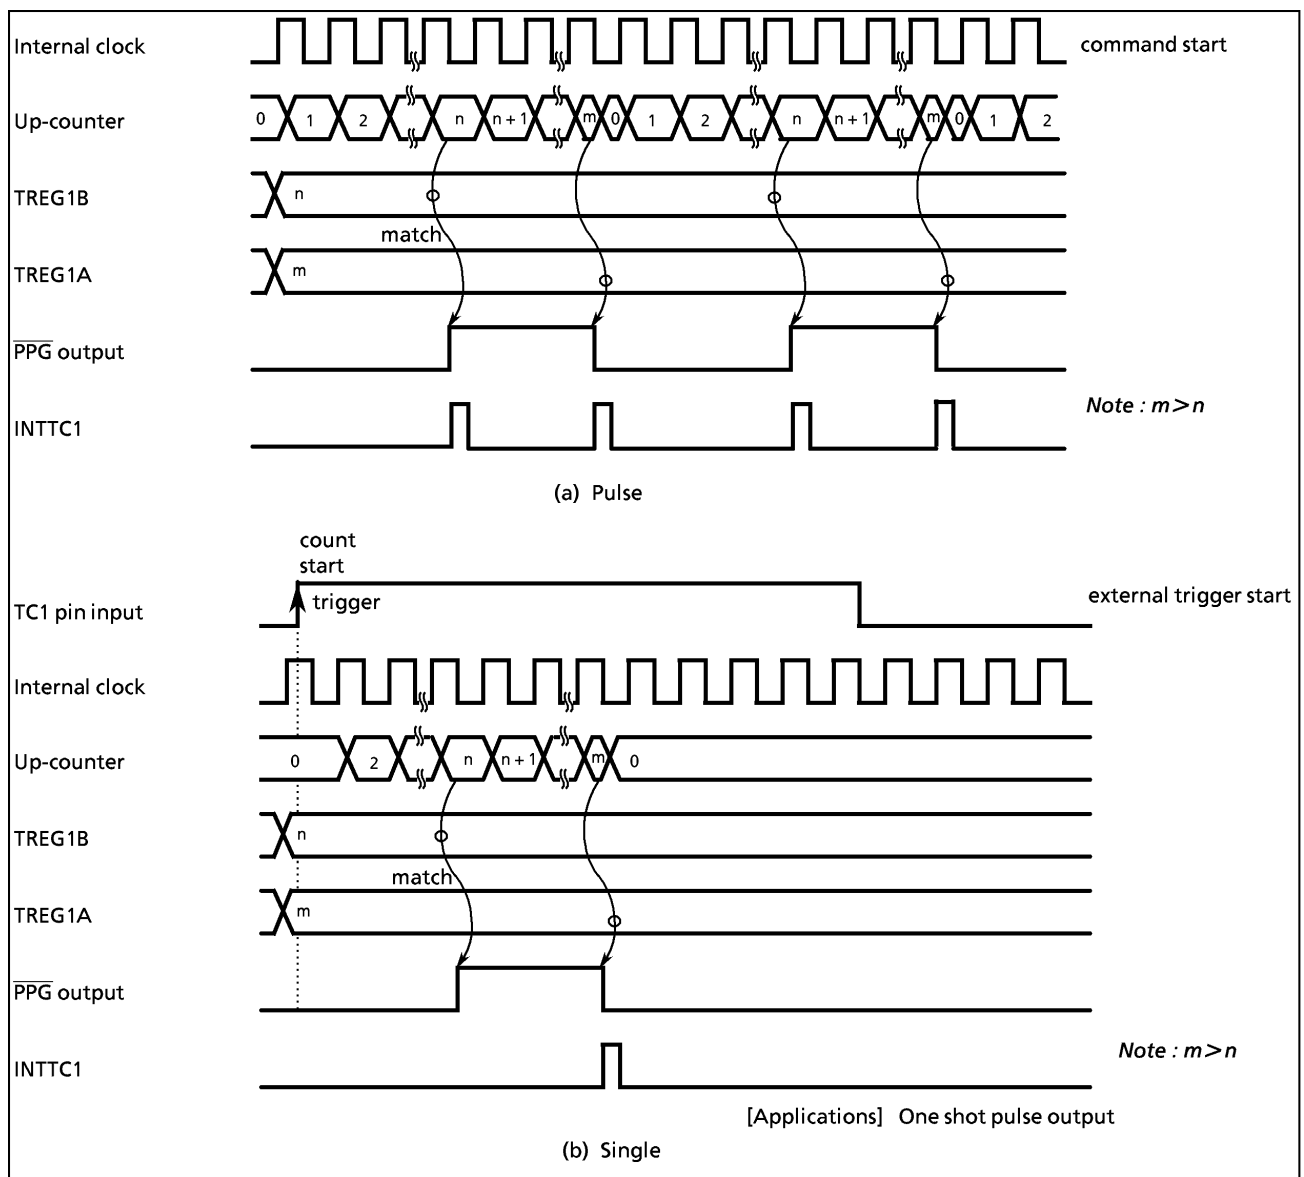 Internal clock
command start
Up-counter 0 1 2 n n + 1 m 0 1 2 n n + 1 m 0 1 2
TREG1B n
match
TREG1A m
PPG output
Note : m>n
INTTC1
(a) Pulse
count
start
trigger
TC1 pin input
external trigger start
Internal clock
Up-counter 0 2 n n + 1 m 0
TREG1B n
match
TREG1A m
PPG output
Note : m>n
INTTC1
[Applications] One shot pulse output
(b) Single